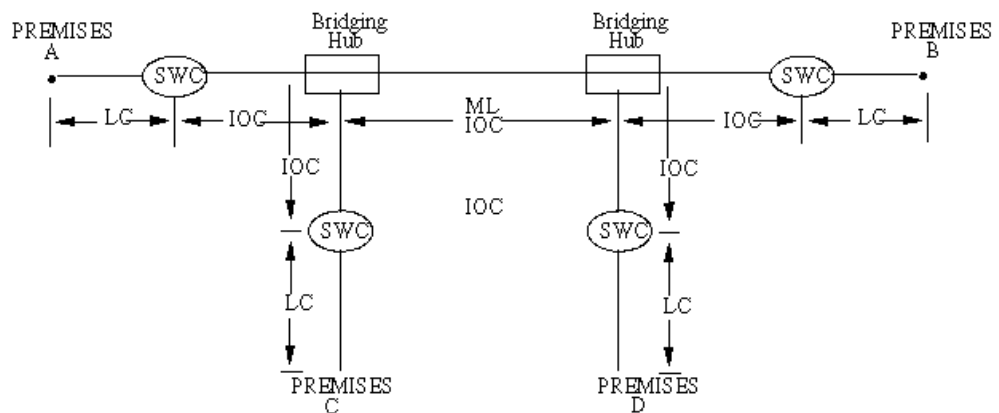 PREMISES
A
Bridging
Hub
Bridging
Hub
PREMISES
B
SWC
SWC
LC
IOC
ML
IOC
IOC
LC
IOC
IOC
IOC
SWC
SWC
LC
LC
PREMISES
C
PREMISES
D